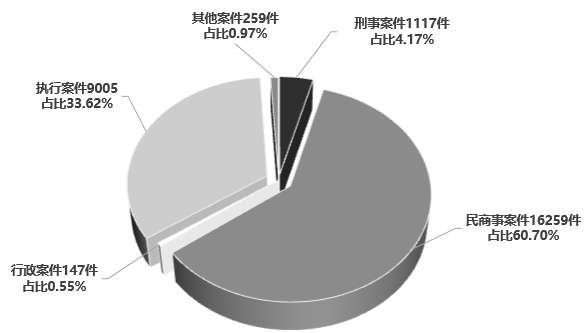 其他案件259件
占比0.97%
刑事案件1117件
占比4.17%
执行案件9005
占比33.62%
民商事案件16259件
占比60.70%
行政案件147件
占比0.55%